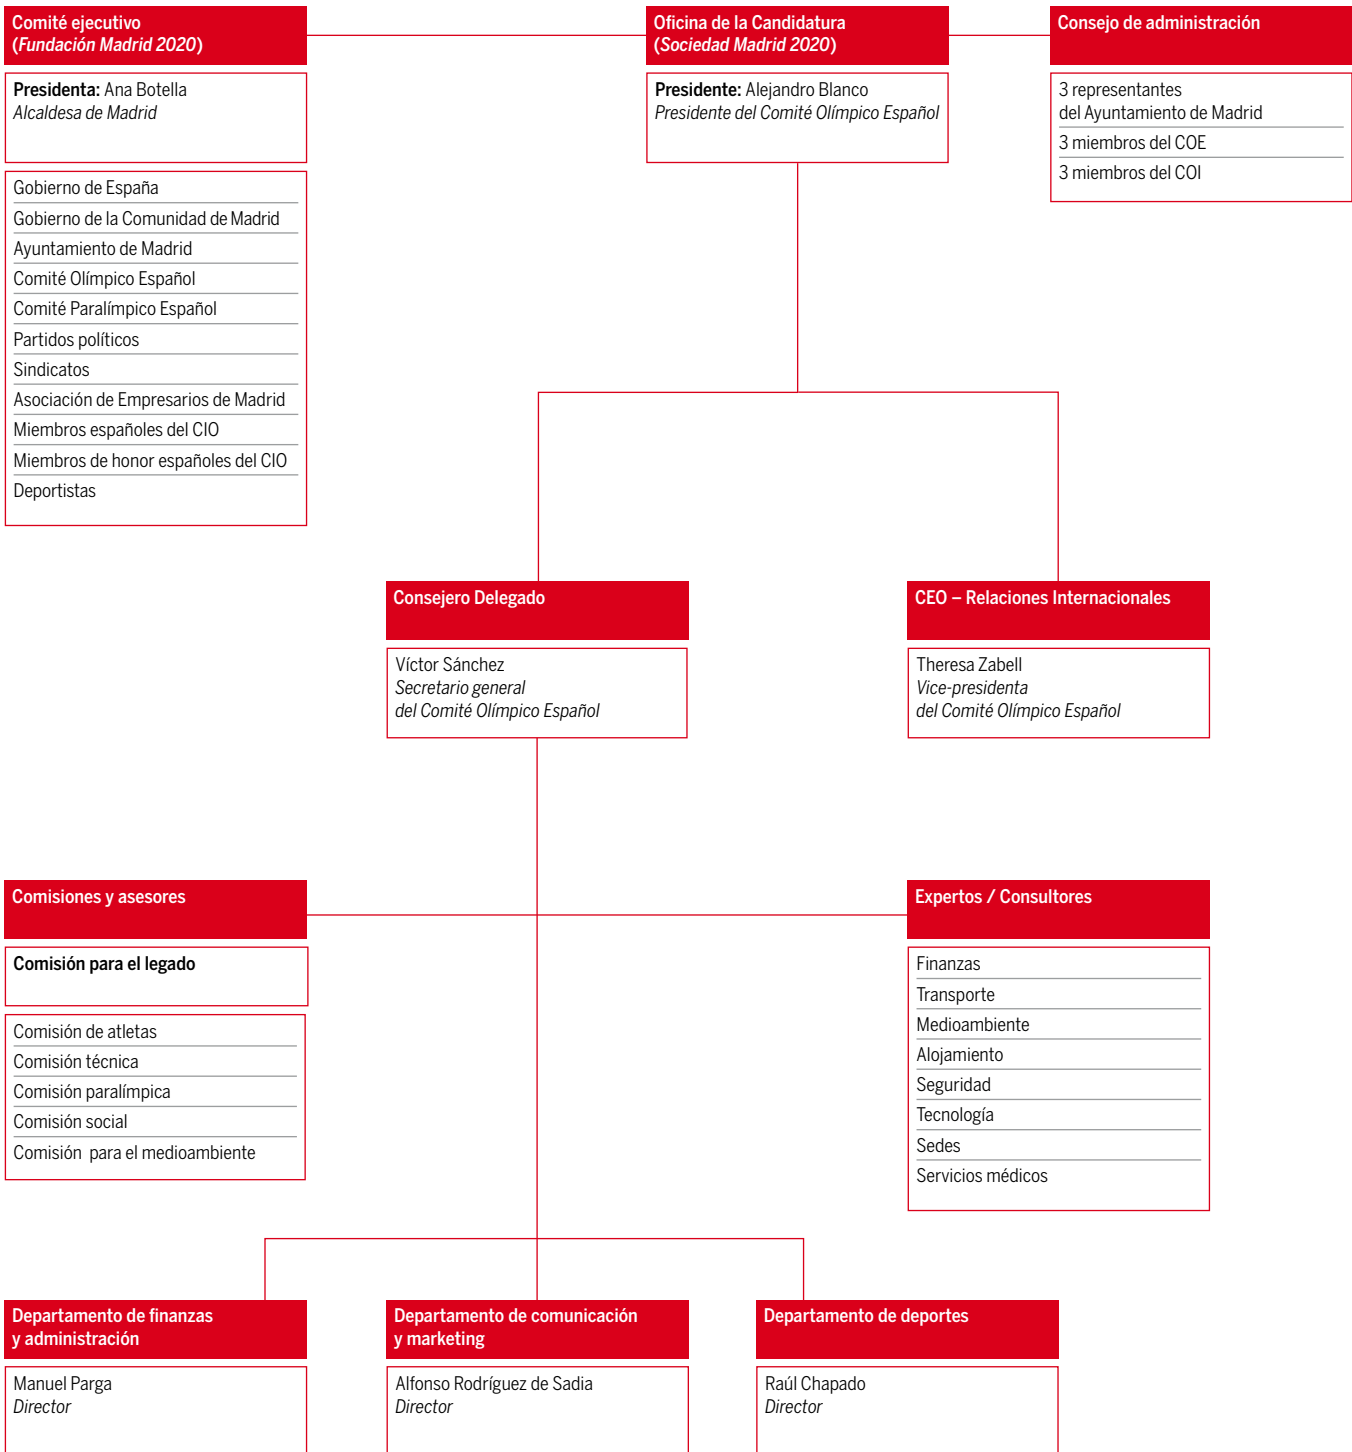 Comité ejecutivo
(Fundación Madrid 2020)
Presidenta: Ana Botella
Alcaldesa de Madrid
Gobierno de España
Gobierno de la Comunidad de Madrid
Ayuntamiento de Madrid
Comité Olímpico Español
Comité Paralímpico Español
Partidos políticos
Sindicatos
Asociación de Empresarios de Madrid
Miembros españoles del CIO
Miembros de honor españoles del CIO
Deportistas
Oficina de la Candidatura
(Sociedad Madrid 2020)
Presidente: Alejandro Blanco
Presidente del Comité Olímpico Español
Consejo de administración
3 representantes
del Ayuntamiento de Madrid
3 miembros del COE
3 miembros del COI
Consejero Delegado
Víctor Sánchez
Secretario general
del Comité Olímpico Español
CEO – Relaciones Internacionales
Theresa Zabell
Vice-presidenta
del Comité Olímpico Español
Comisiones y asesores
Comisión para el legado
Comisión de atletas
Comisión técnica
Comisión paralímpica
Comisión social
Comisión  para el medioambiente
Expertos / Consultores
Finanzas
Transporte
Medioambiente
Alojamiento
Seguridad
Tecnología
Sedes
Servicios médicos
Departamento de finanzas
y administración
Manuel Parga
Director
Departamento de comunicación
y marketing
Alfonso Rodríguez de Sadia
Director
Departamento de deportes
Raúl Chapado
Director